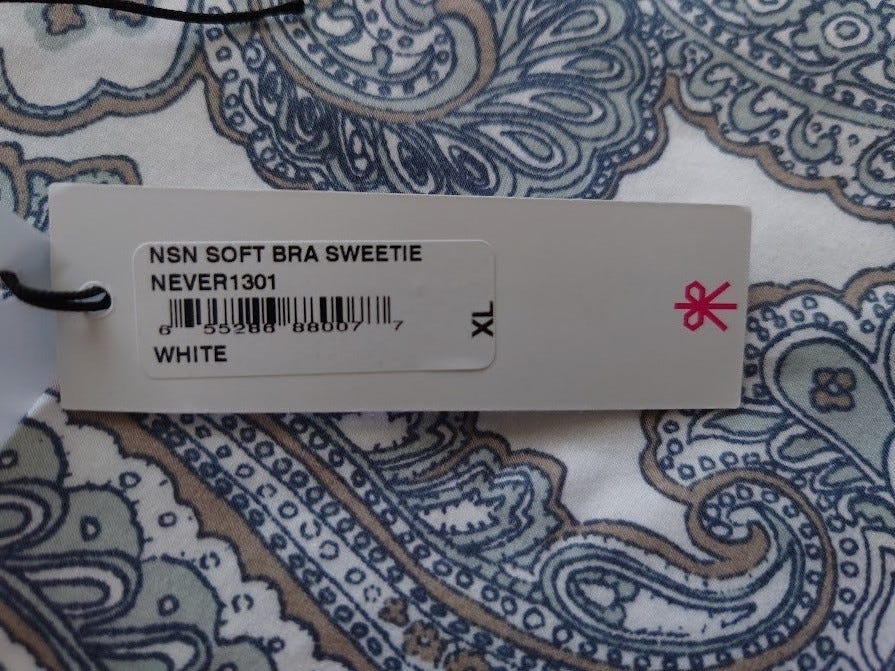 NSN SOFT BRA SWEETIE
NEVER1301
6 55286 88007 7
WHITE
XL